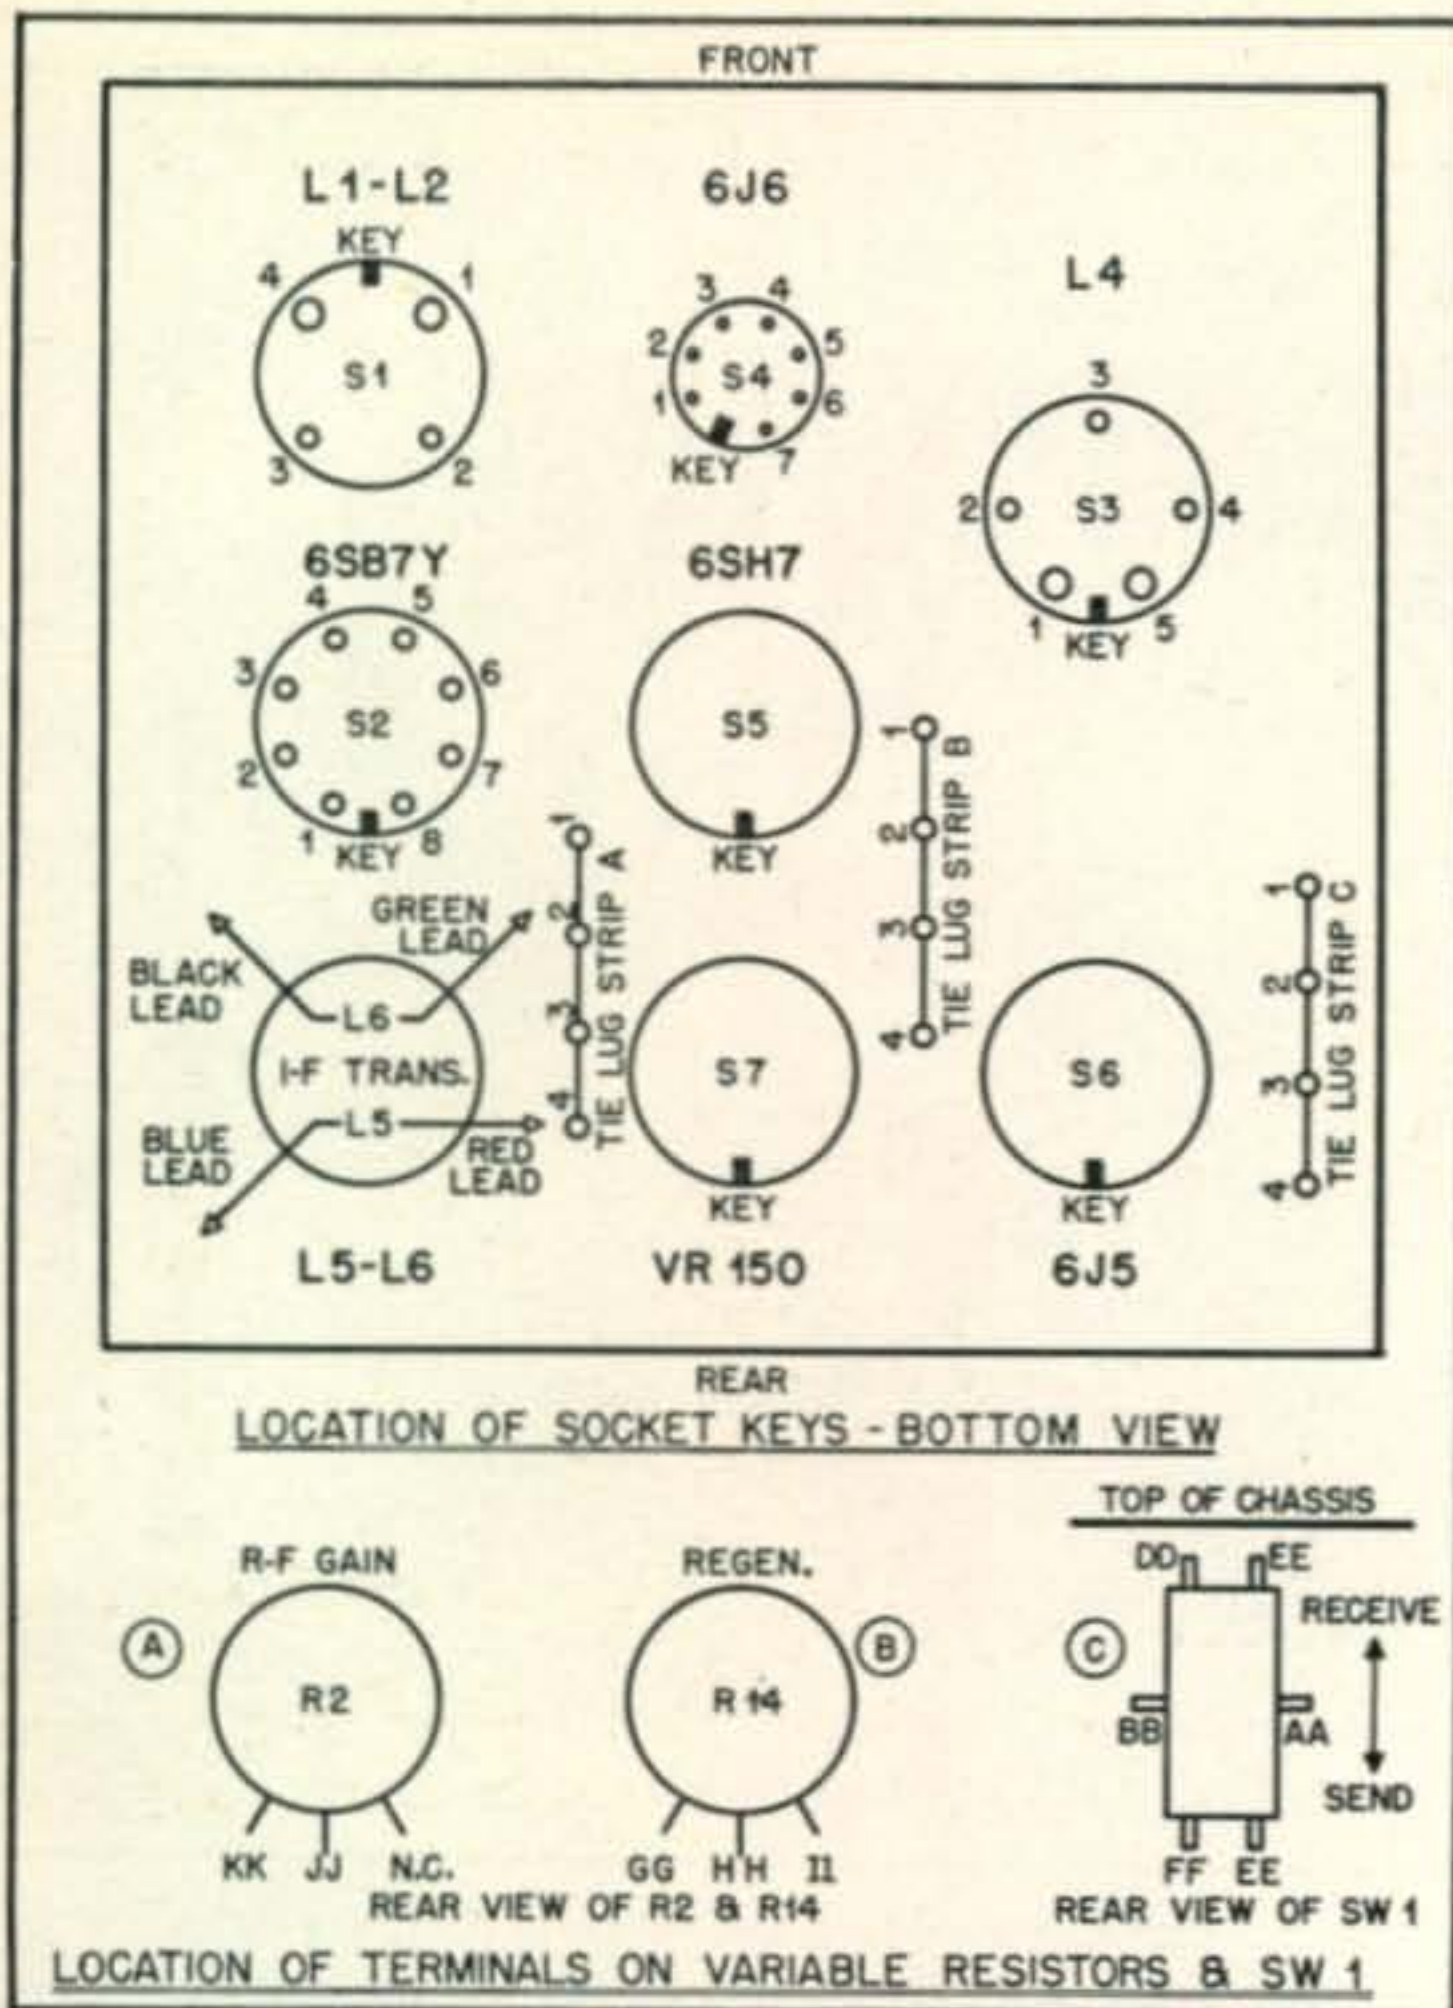 FRONT
L1-L2
6J6
L4
KEY
4 1
S1
3 2
3 4
2 5
S4
1 6
KEY 7
3
2 S3 4
1 KEY 5
6SB7Y
6SH7
4 5
3 6
S2
2 7
1 KEY 8
S5
KEY
1 2 3 4
TIE LUG STRIP A
1 2 3 4
TIE LUG STRIP B
1 2 3 4
TIE LUG STRIP C
GREEN
LEAD
BLACK
LEAD
L6
I-F TRANS.
L5
BLUE
LEAD
RED
LEAD
S7
KEY
S6
KEY
L5-L6
VR 150
6J5
REAR
LOCATION OF SOCKET KEYS - BOTTOM VIEW
R-F GAIN
A
R2
KK JJ N.C.
REGEN.
B
R14
GG HH II
REAR VIEW OF R2 & R14
TOP OF CHASSIS
DD EE
C
RECEIVE
BB AA
SEND
FF EE
REAR VIEW OF SW 1
LOCATION OF TERMINALS ON VARIABLE RESISTORS & SW 1